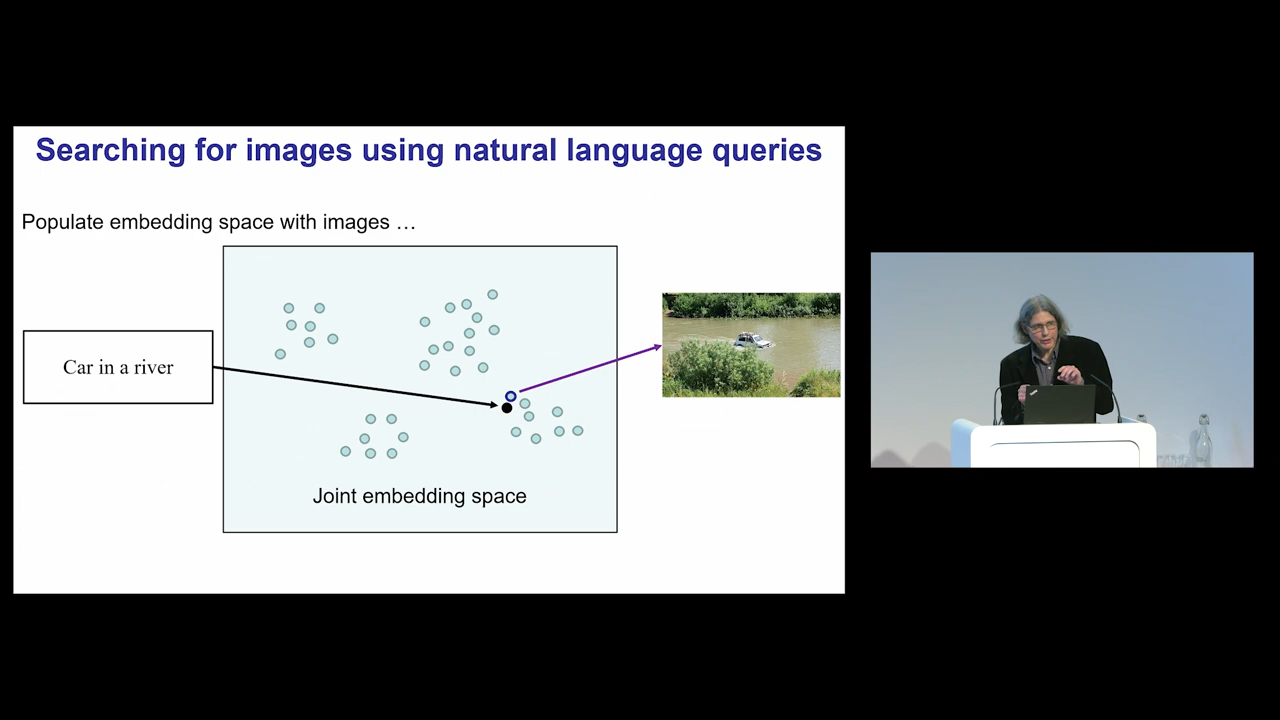 Searching for images using natural language queries
Populate embedding space with images …
Car in a river
Joint embedding space